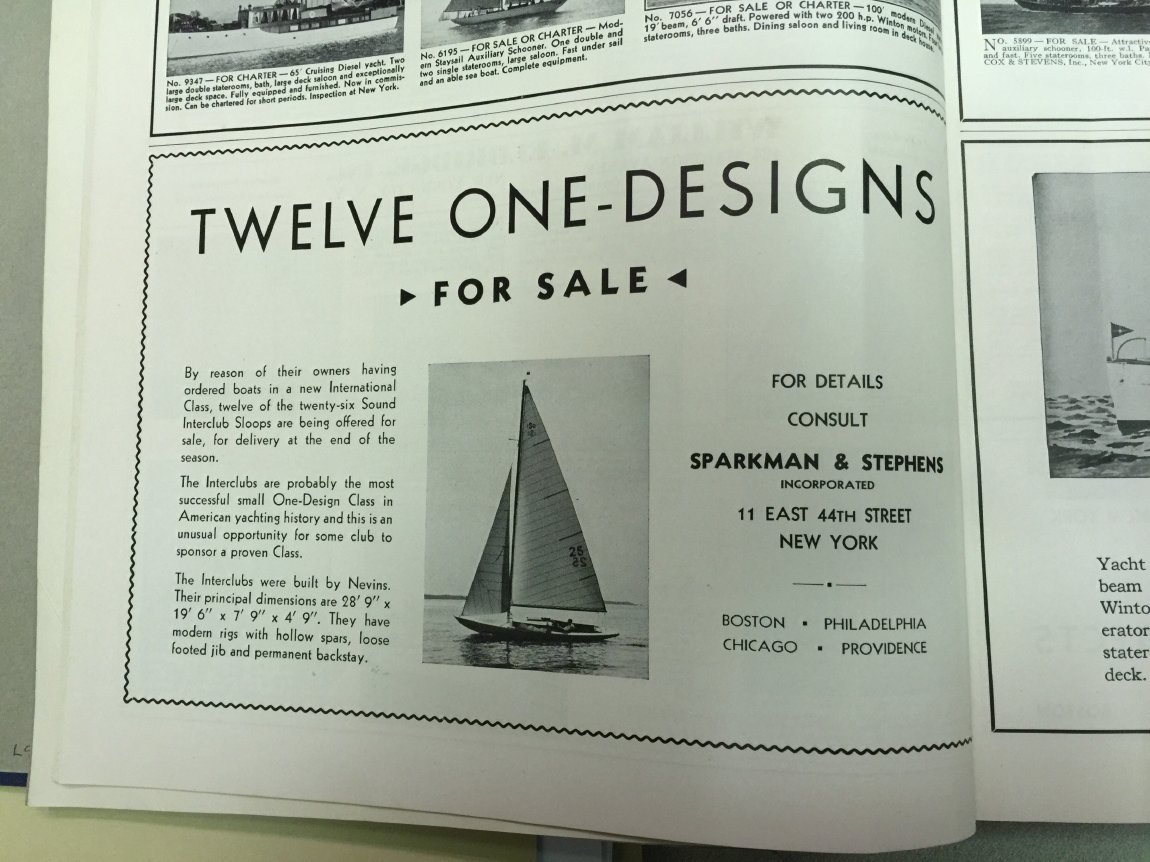 No. 9347 — FOR CHARTER — 65' Cruising Diesel yacht. Two
large double staterooms, bath, large deck saloon and exceptionally
large deck space. Fully equipped and furnished. Now in commis-
sion. Can be chartered for short periods. Inspection at New York.
No. 6195 — FOR SALE OR CHARTER — Mod-
ern Staysail Auxiliary Schooner. One double and
two single staterooms, large saloon. Fast under sail
and an able sea boat. Complete equipment.
No. 7056 — FOR SALE OR CHARTER — 100' modern Diesel
19' beam, 6' 6" draft. Powered with two 200 h.p. Winton motors.
staterooms, three baths. Dining saloon and living room in deck
No. 5899 — FOR SALE — Attractive
auxiliary schooner, 100-ft. w.l.
and fast. Five staterooms, three baths.
COX & STEVENS, Inc., New York City
TWELVE ONE-DESIGNS
▸ FOR SALE ◂
By reason of their owners having
ordered boats in a new International
Class, twelve of the twenty-six Sound
Interclub Sloops are being offered for
sale, for delivery at the end of the
season.
The Interclubs are probably the most
successful small One-Design Class in
American yachting history and this is an
unusual opportunity for some club to
sponsor a proven Class.
The Interclubs were built by Nevins.
Their principal dimensions are 28' 9" x
19' 6" x 7' 9" x 4' 9". They have
modern rigs with hollow spars, loose
footed jib and permanent backstay.
25
FOR DETAILS
CONSULT
SPARKMAN & STEPHENS
INCORPORATED
11 EAST 44TH STREET
NEW YORK
BOSTON ▪ PHILADELPHIA
CHICAGO ▪ PROVIDENCE
Yacht
beam
Winto
erator
stater
deck.